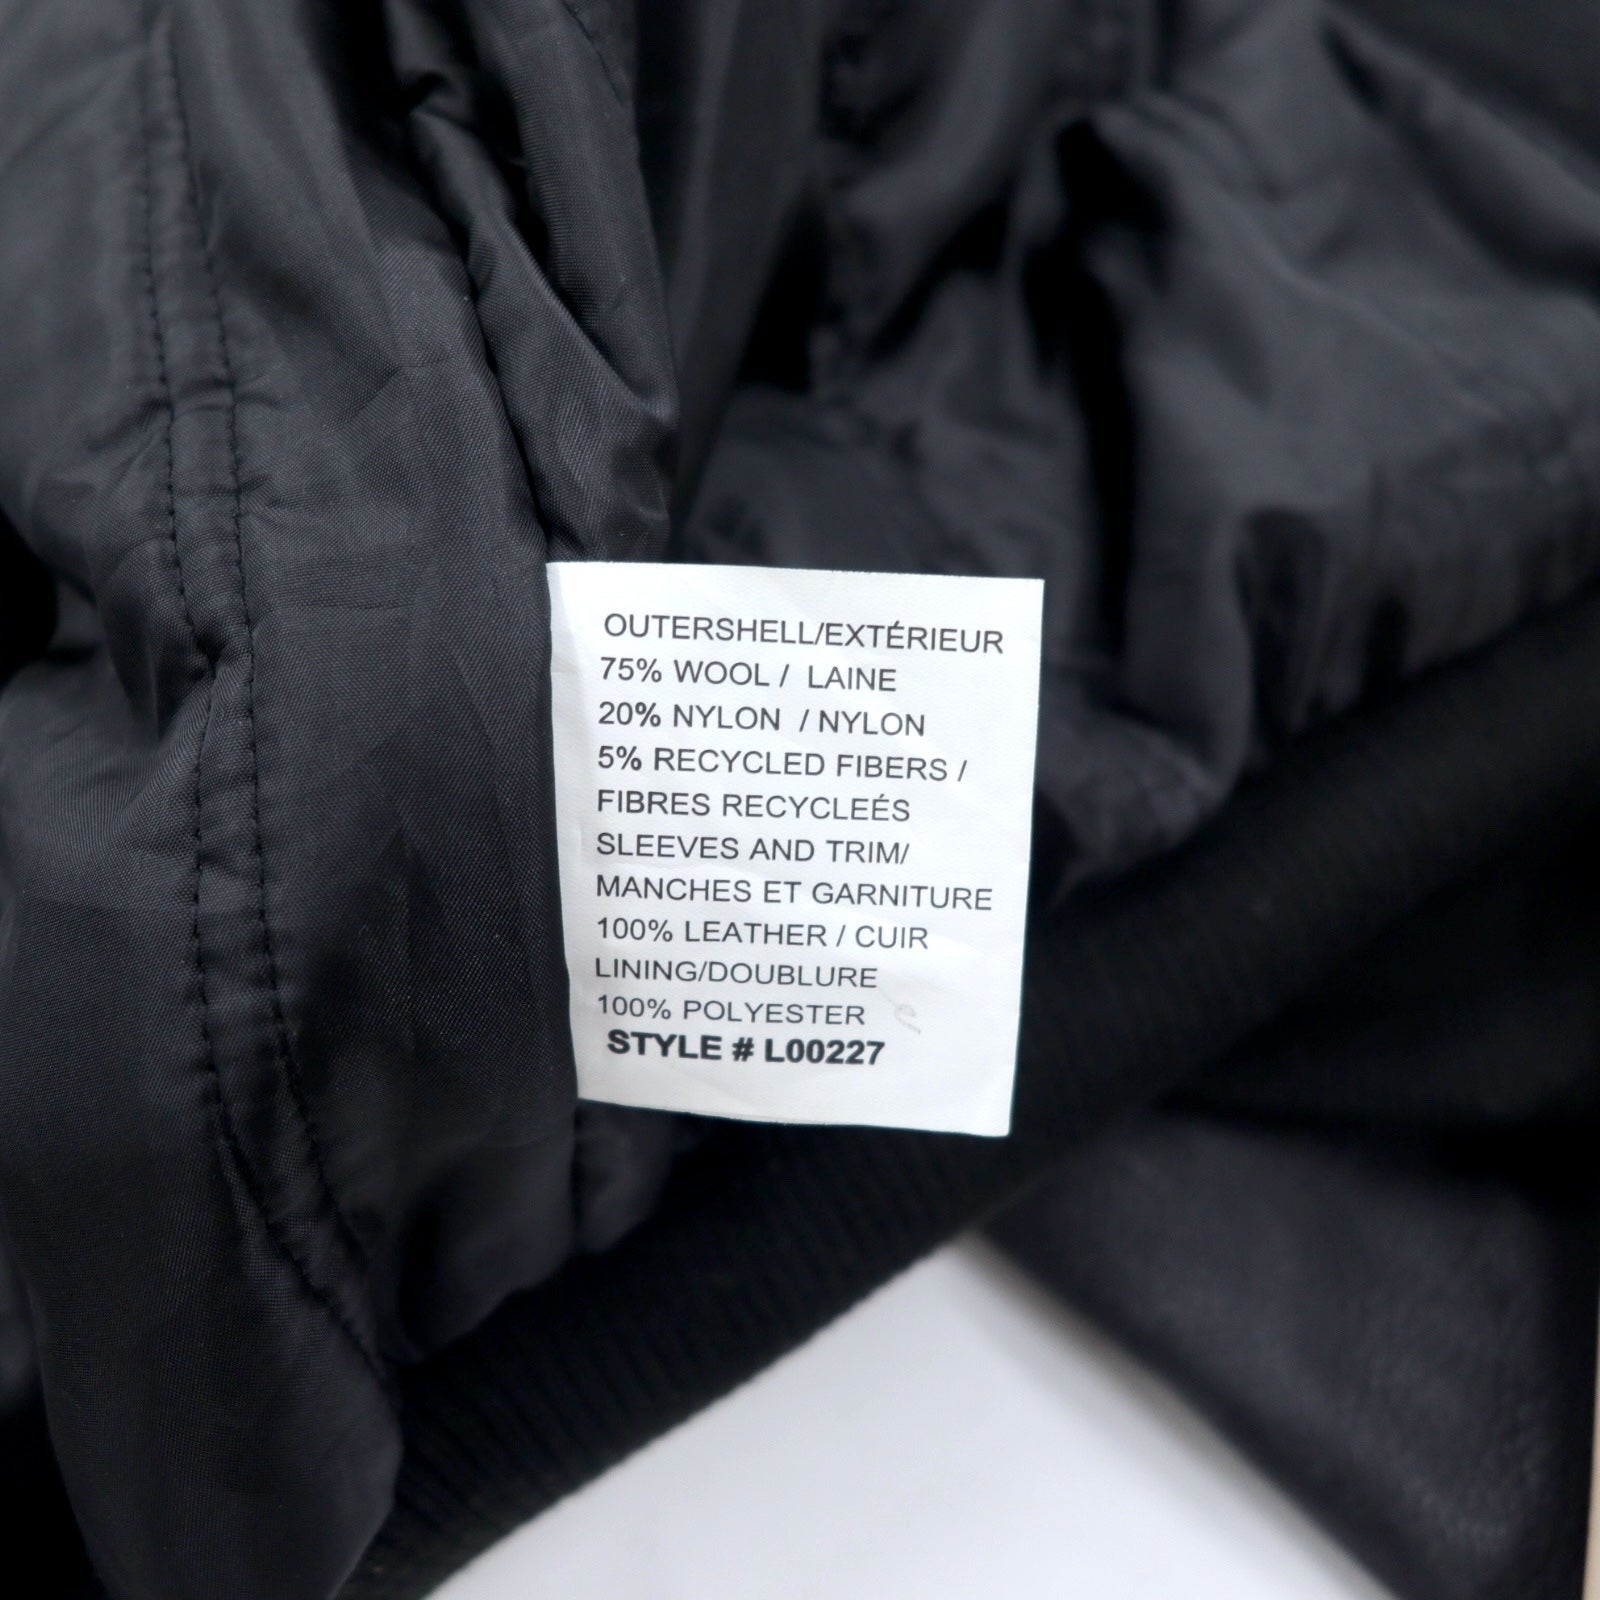 OUTERSHELL/EXTÉRIEUR
75% WOOL / LAINE
20% NYLON / NYLON
5% RECYCLED FIBERS /
FIBRES RECYCLEÉS
SLEEVES AND TRIM/
MANCHES ET GARNITURE
100% LEATHER / CUIR
LINING/DOUBLURE
100% POLYESTER
STYLE # L00227